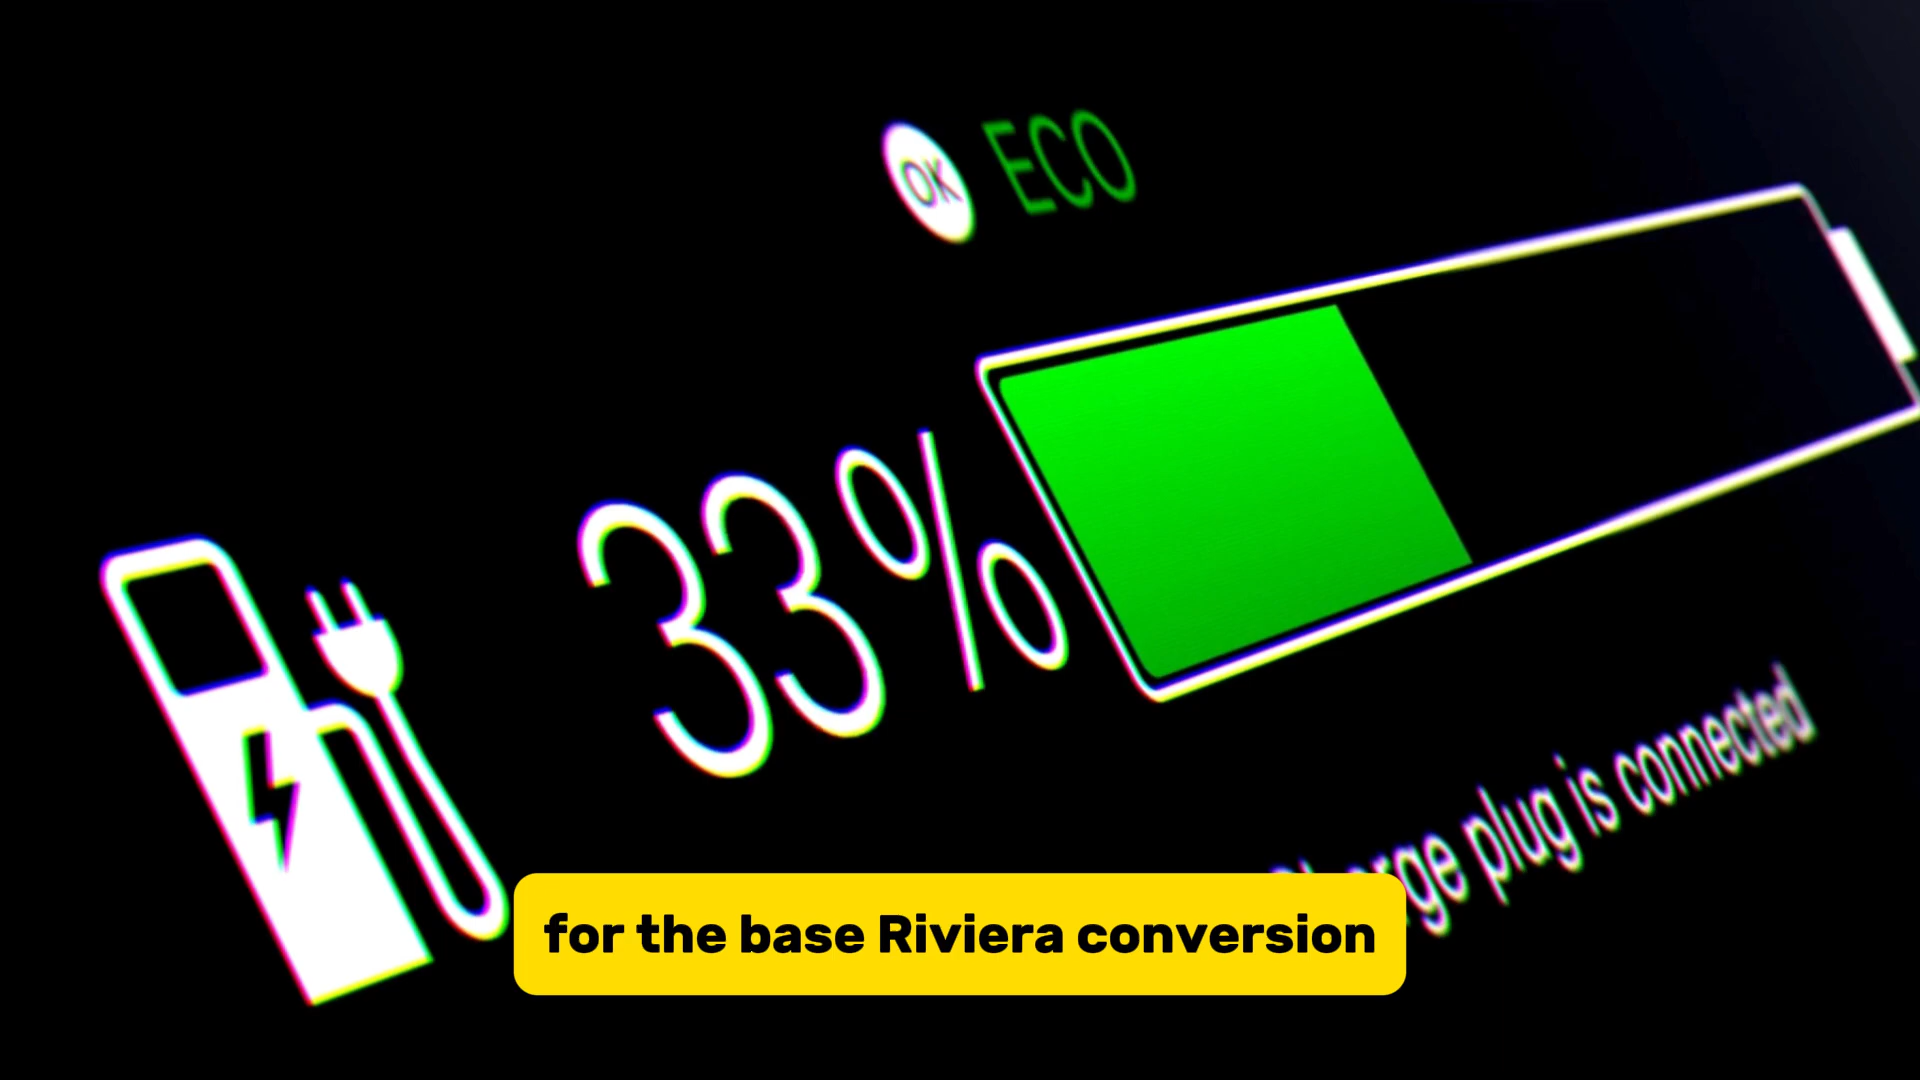 OK ECO
33%
plug is connected
for the base Riviera conversion